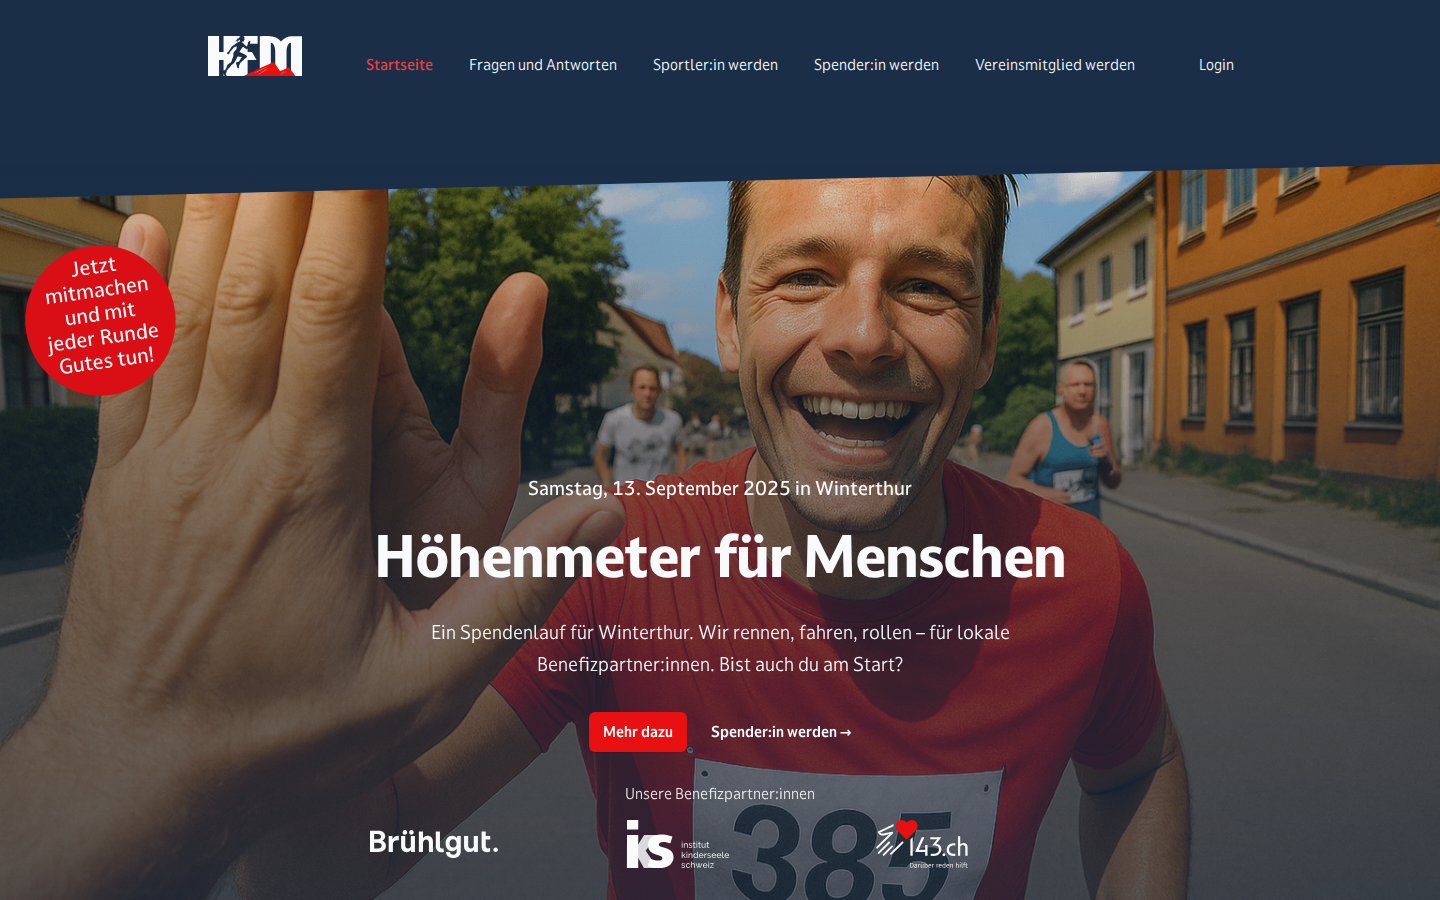 HFM
Startseite
Fragen und Antworten
Sportler:in werden
Spender:in werden
Vereinsmitglied werden
Login
Jetzt
mitmachen
und mit
jeder Runde
Gutes tun!
Samstag, 13. September 2025 in Winterthur
Höhenmeter für Menschen
Ein Spendenlauf für Winterthur. Wir rennen, fahren, rollen – für lokale
Benefizpartner:innen. Bist auch du am Start?
Mehr dazu
Spender:in werden →
Unsere Benefizpartner:innen
385
Brühlgut.
iks
institut
kinderseele
schweiz
143.ch
Darüber reden hilft